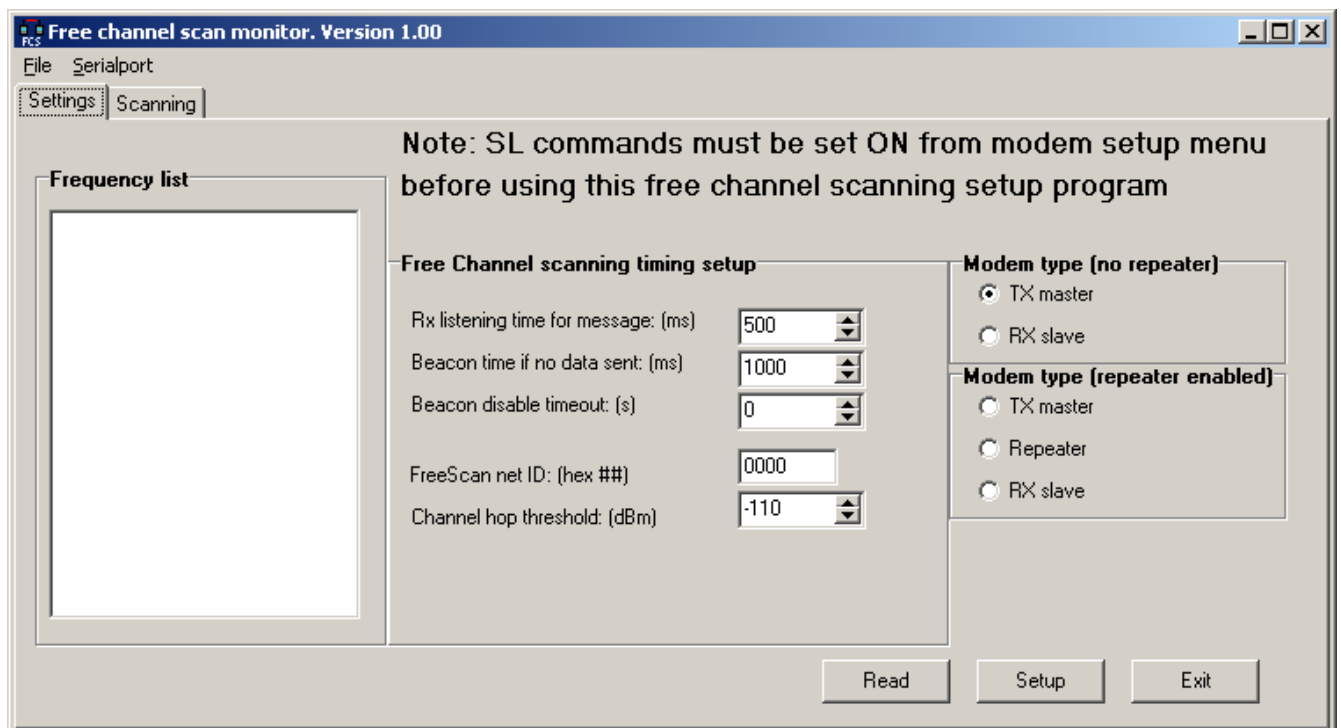 FCS
Free channel scan monitor. Version 1.00
File Serialport
Settings Scanning
Note: SL commands must be set ON from modem setup menu
before using this free channel scanning setup program
Frequency list
Free Channel scanning timing setup
Rx listening time for message: (ms) 500
Beacon time if no data sent: (ms) 1000
Beacon disable timeout: (s) 0
FreeScan net ID: (hex ##) 0000
Channel hop threshold: (dBm) -110
Modem type (no repeater)
TX master
RX slave
Modem type (repeater enabled)
TX master
Repeater
RX slave
Read Setup Exit